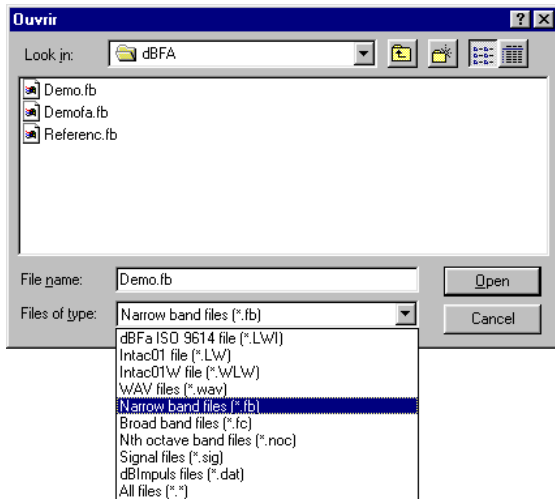 Ouvrir
Look in: dBFA
Demo.fb
Demofa.fb
Referenc.fb
File name: Demo.fb Open
Files of type: Narrow band files (*.fb) Cancel
dBFa ISO 9614 file (*.LWI)
Intac01 file (*.LW)
Intac01W file (*.WLW)
WAV files (*.wav)
Narrow band files (*.fb)
Broad band files (*.fc)
Nth octave band files (*.noc)
Signal files (*.sig)
dBImpuls files (*.dat)
All files (*.*)